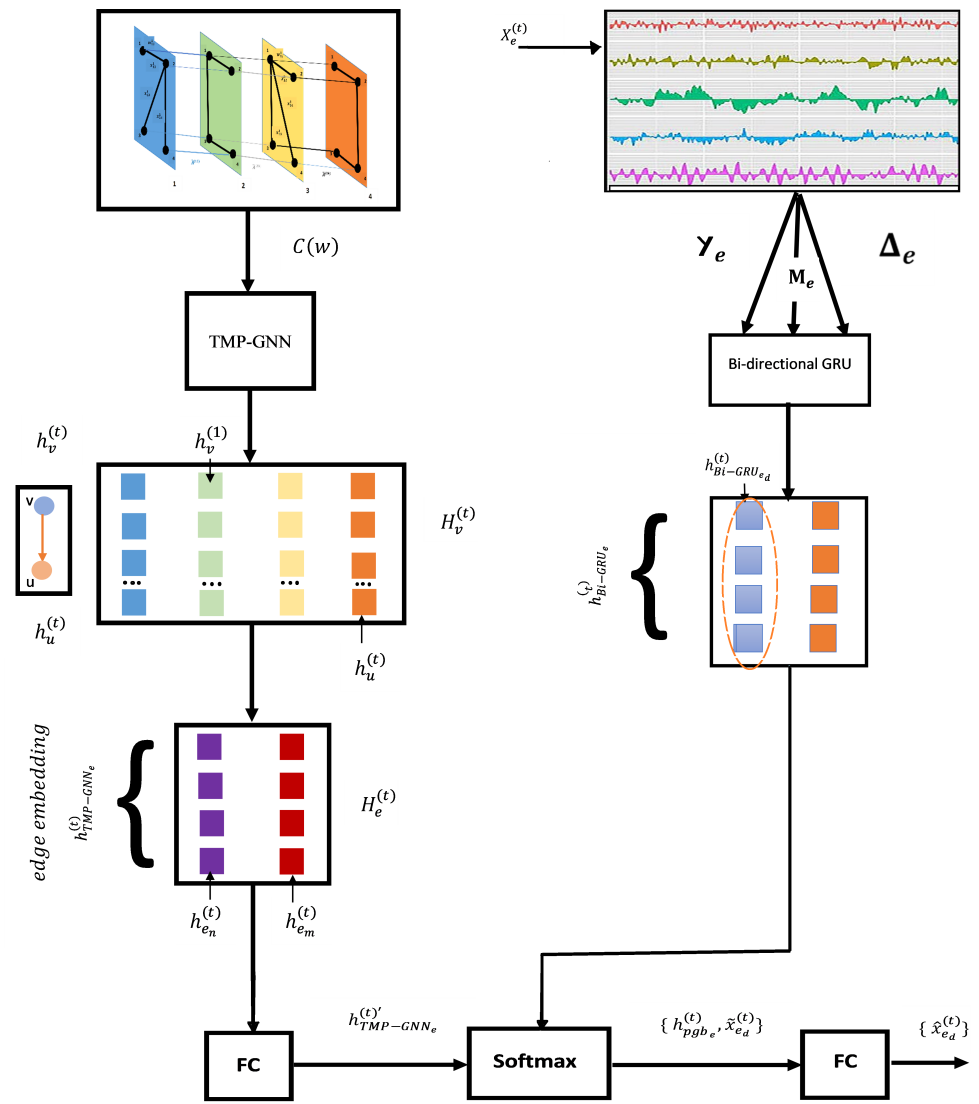 1
2
3
4
X_e^{(t)}
C(w)
Y_e
M_e
Δ_e
TMP-GNN
Bi-directional GRU
h_v^{(t)}
h_v^{(1)}
h_{Bi-GRU_{e_d}}^{(t)}
v
u
H_v^{(t)}
h_{Bi-GRU_e}^{(t)}
h_u^{(t)}
h_u^{(t)}
edge embedding
h_{TMP-GNN_e}^{(t)}
H_e^{(t)}
h_{e_n}^{(t)}
h_{e_m}^{(t)}
FC
h_{TMP-GNN_e}^{(t)'}
Softmax
{ h_{pgb_e}^{(t)}, x̃_{e_d}^{(t)} }
FC
{ x̂_{e_d}^{(t)} }